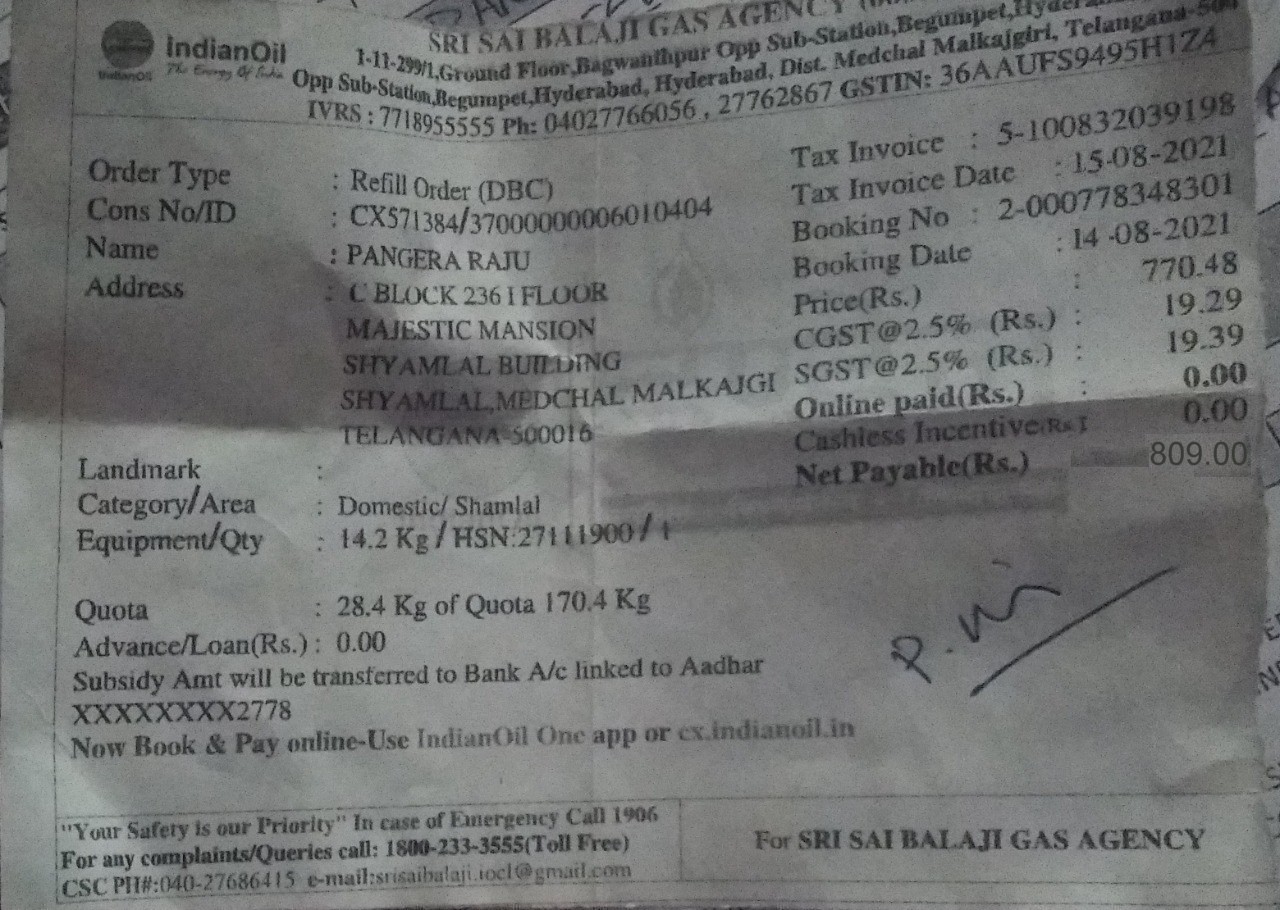 IndianOil
The Energy Of India
IndianOil
SRI SAI BALAJI GAS AGENCY
1-11-299/1,Ground Floor,Bagwanthpur Opp Sub-Station,Begumpet,
Opp Sub-Station,Begumpet,Hyderabad, Hyderabad, Dist. Medchal Malkajgiri, Telangana-500
IVRS : 7718955555 Ph: 04027766056 , 27762867 GSTIN: 36AAUFS9495H1Z4
Order Type : Refill Order (DBC)
Cons No/ID : CX571384/37000000006010404
Name : PANGERA RAJU
Address : C BLOCK 236 I FLOOR
MAJESTIC MANSION
SHYAMLAL BUILDING
SHYAMLAL,MEDCHAL MALKAJGI
TELANGANA-500016
Landmark :
Category/Area : Domestic/ Shamlal
Equipment/Qty : 14.2 Kg / HSN:27111900 / 1
Quota : 28.4 Kg of Quota 170.4 Kg
Advance/Loan(Rs.) : 0.00
Subsidy Amt will be transferred to Bank A/c linked to Aadhar
XXXXXXXX2778
Now Book & Pay online-Use IndianOil One app or cx.indianoil.in
Tax Invoice : 5-100832039198
Tax Invoice Date : 15-08-2021
Booking No : 2-000778348301
Booking Date : 14 -08-2021
Price(Rs.) : 770.48
CGST@2.5% (Rs.) : 19.29
SGST@2.5% (Rs.) : 19.39
Online paid(Rs.) : 0.00
Cashless Incentive(Rs.) 0.00
Net Payable(Rs.) 809.00
"Your Safety is our Priority" In case of Emergency Call 1906
For any complaints/Queries call: 1800-233-3555(Toll Free)
CSC PH#:040-27686415 e-mail:srisaibalaji.iocl@gmail.com
For SRI SAI BALAJI GAS AGENCY